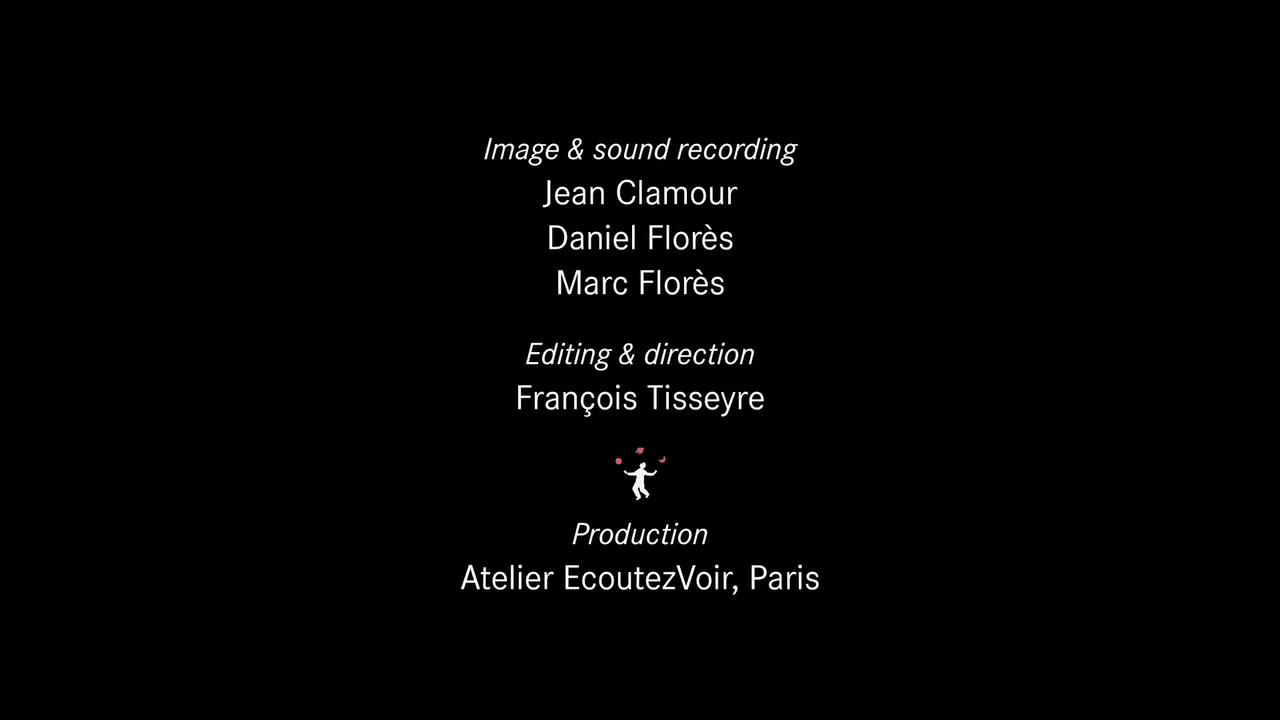 Image & sound recording
Jean Clamour
Daniel Florès
Marc Florès
Editing & direction
François Tisseyre
Production
Atelier EcoutezVoir, Paris